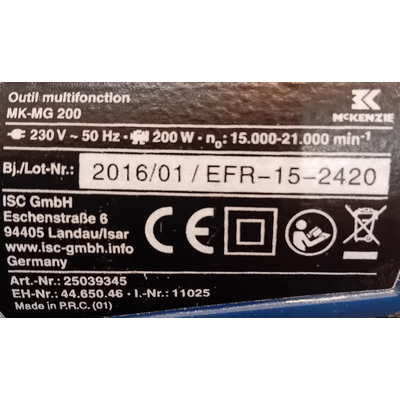 Outil multifonction
MK-MG 200
McKENZIE
230 V ~ 50 Hz · 200 W · n₀: 15.000-21.000 min⁻¹
Bj./Lot-Nr.: 2016/01/EFR-15-2420
ISC GmbH
Eschenstraße 6
94405 Landau/Isar
www.isc-gmbh.info
Germany
CE
Art.-Nr.: 25039345
EH-Nr.: 44.650.46 · I.-Nr.: 11025
Made in P.R.C. (01)